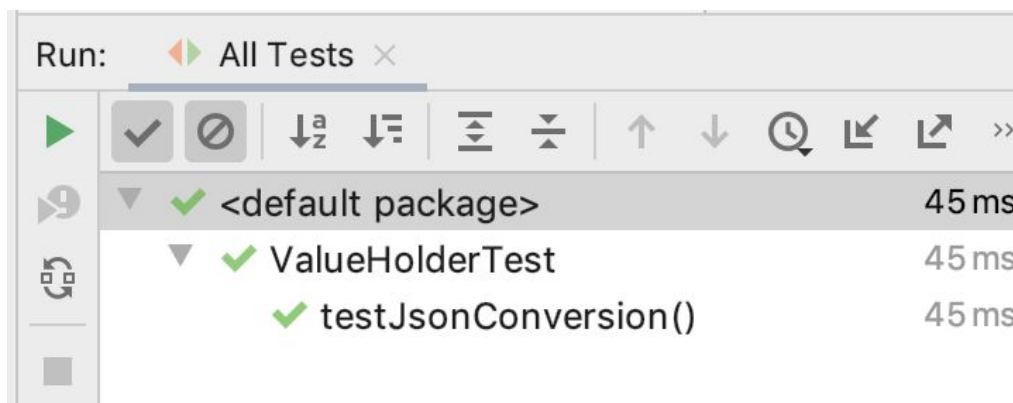 Run: All Tests
<default package> 45 ms
ValueHolderTest 45 ms
testJsonConversion() 45 ms